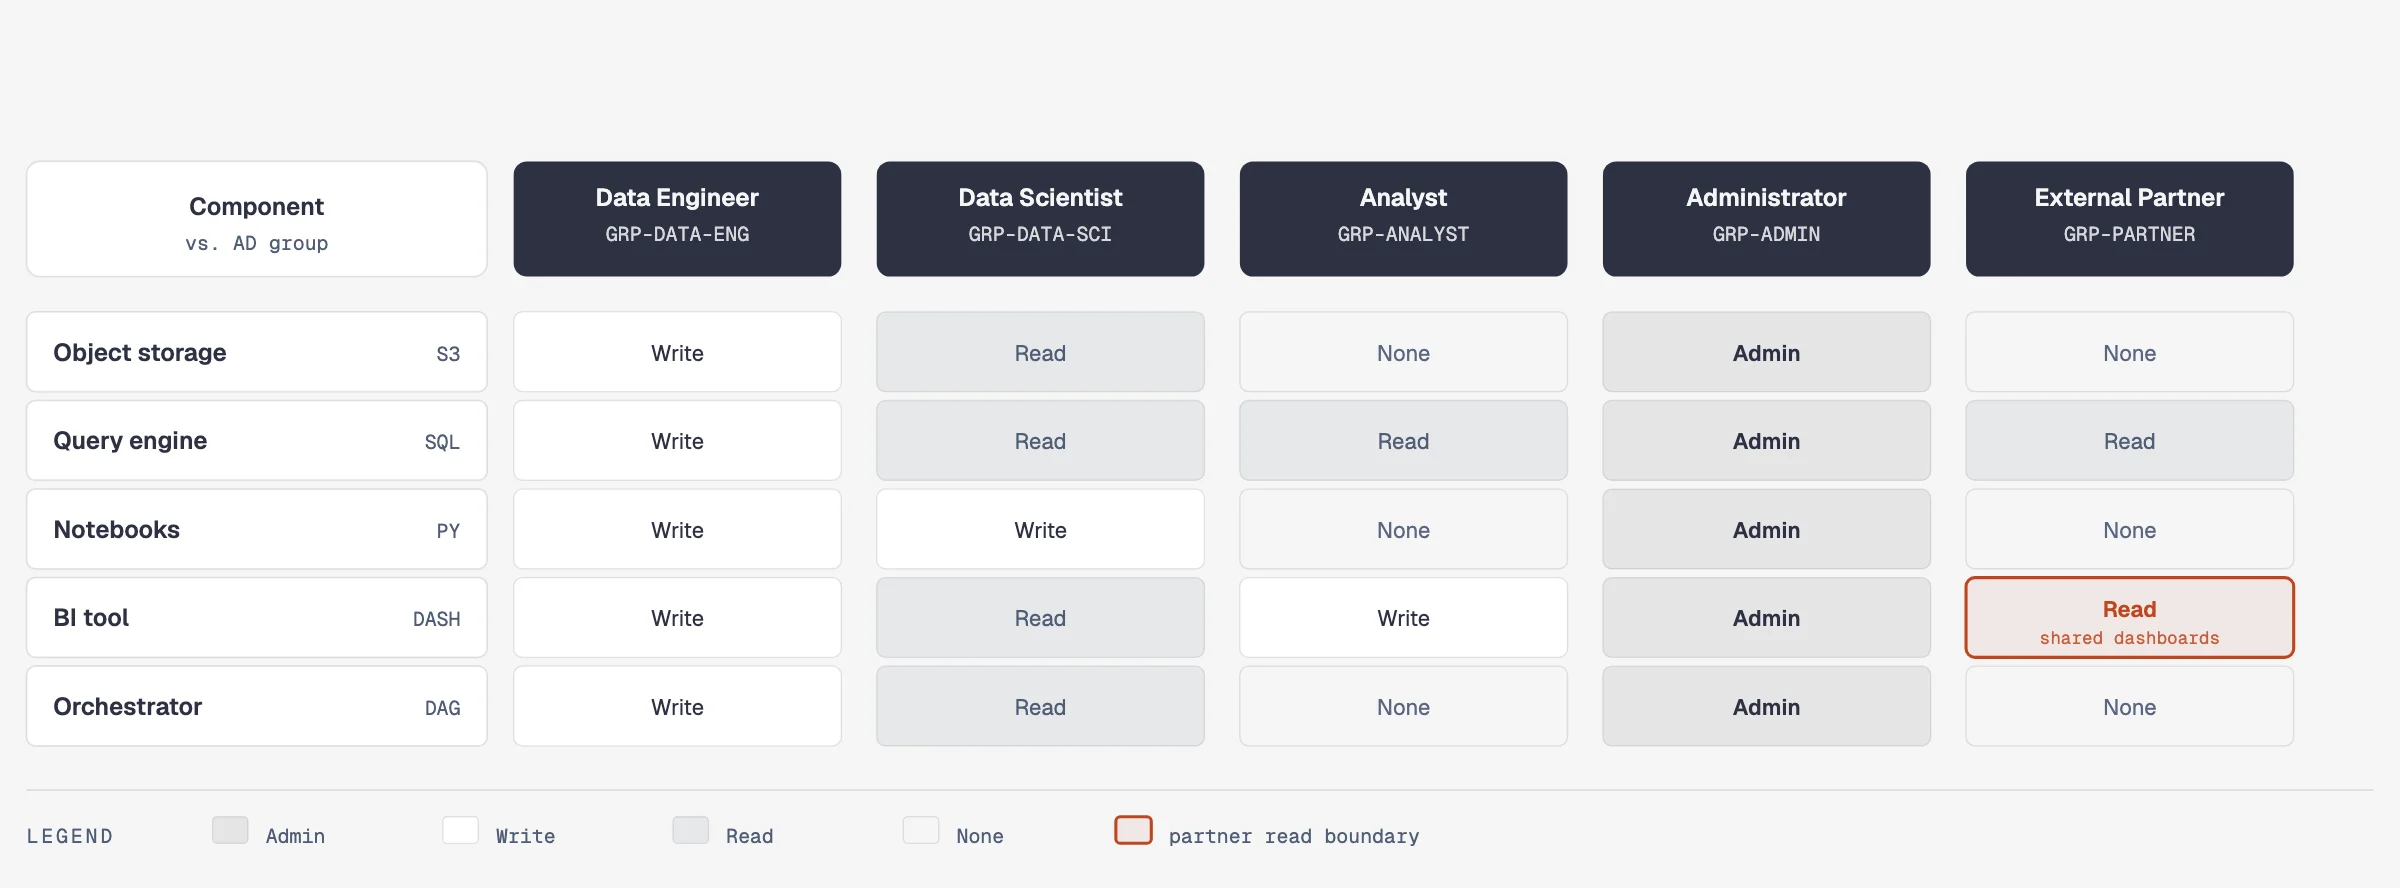 Component
vs. AD group
Data Engineer
GRP-DATA-ENG
Data Scientist
GRP-DATA-SCI
Analyst
GRP-ANALYST
Administrator
GRP-ADMIN
External Partner
GRP-PARTNER
Object storage S3 Write Read None Admin None
Query engine SQL Write Read Read Admin Read
Notebooks PY Write Write None Admin None
BI tool DASH Write Read Write Admin Read
shared dashboards
Orchestrator DAG Write Read None Admin None
LEGEND Admin Write Read None partner read boundary